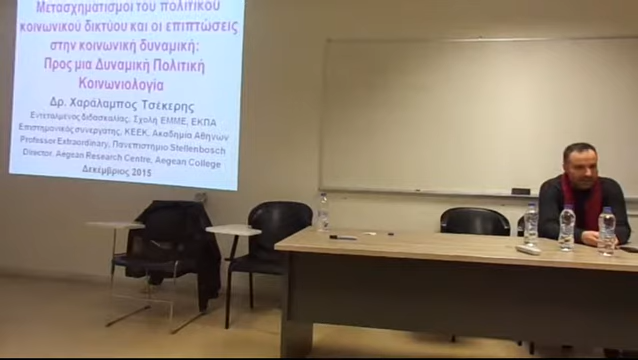 Μετασχηματισμοί του πολιτικού
κοινωνικού δικτύου και οι επιπτώσεις
στην κοινωνική δυναμική:
Προς μια Δυναμική Πολιτική
Κοινωνιολογία
Δρ. Χαράλαμπος Τσέκερης
Εντεταλμένος διδασκαλίας, Σχολή ΕΜΜΕ, ΕΚΠΑ
Επιστημονικός συνεργάτης, ΚΕΕΚ, Ακαδημία Αθηνών
Professor Extraordinary, Πανεπιστήμιο Stellenbosch
Director, Aegean Research Centre, Aegean College
Δεκέμβριος 2015